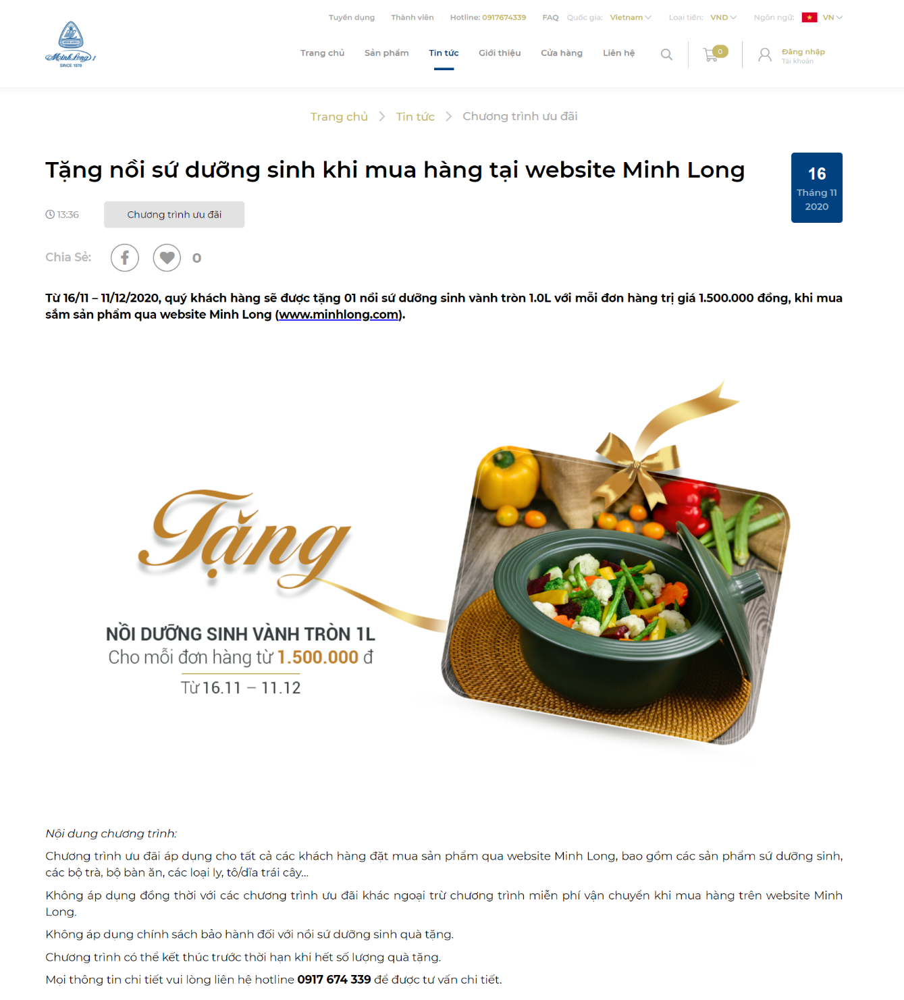 Tuyển dụng Thành viên Hotline: 0917674339 FAQ Quốc gia: Vietnam Loại tiền: VND Ngôn ngữ: VN
MINH LONG
Minh Long I
SINCE 1970
Trang chủ Sản phẩm Tin tức Giới thiệu Cửa hàng Liên hệ 0 Đăng nhập
Tài khoản
Trang chủ Tin tức Chương trình ưu đãi
Tặng nồi sứ dưỡng sinh khi mua hàng tại website Minh Long
16
Tháng 11
2020
13:36 Chương trình ưu đãi
Chia Sẻ: 0
Từ 16/11 – 11/12/2020, quý khách hàng sẽ được tặng 01 nồi sứ dưỡng sinh vành tròn 1.0L với mỗi đơn hàng trị giá 1.500.000 đồng, khi mua
sắm sản phẩm qua website Minh Long (www.minhlong.com).
Tặng
NỒI DƯỠNG SINH VÀNH TRÒN 1L
Cho mỗi đơn hàng từ 1.500.000 đ
Từ 16.11 – 11.12
Nội dung chương trình:
Chương trình ưu đãi áp dụng cho tất cả các khách hàng đặt mua sản phẩm qua website Minh Long, bao gồm các sản phẩm sứ dưỡng sinh,
các bộ trà, bộ bàn ăn, các loại ly, tô/dĩa trái cây...
Không áp dụng đồng thời với các chương trình ưu đãi khác ngoại trừ chương trình miễn phí vận chuyển khi mua hàng trên website Minh
Long.
Không áp dụng chính sách bảo hành đối với nồi sứ dưỡng sinh quà tặng.
Chương trình có thể kết thúc trước thời hạn khi hết số lượng quà tặng.
Mọi thông tin chi tiết vui lòng liên hệ hotline 0917 674 339 để được tư vấn chi tiết.